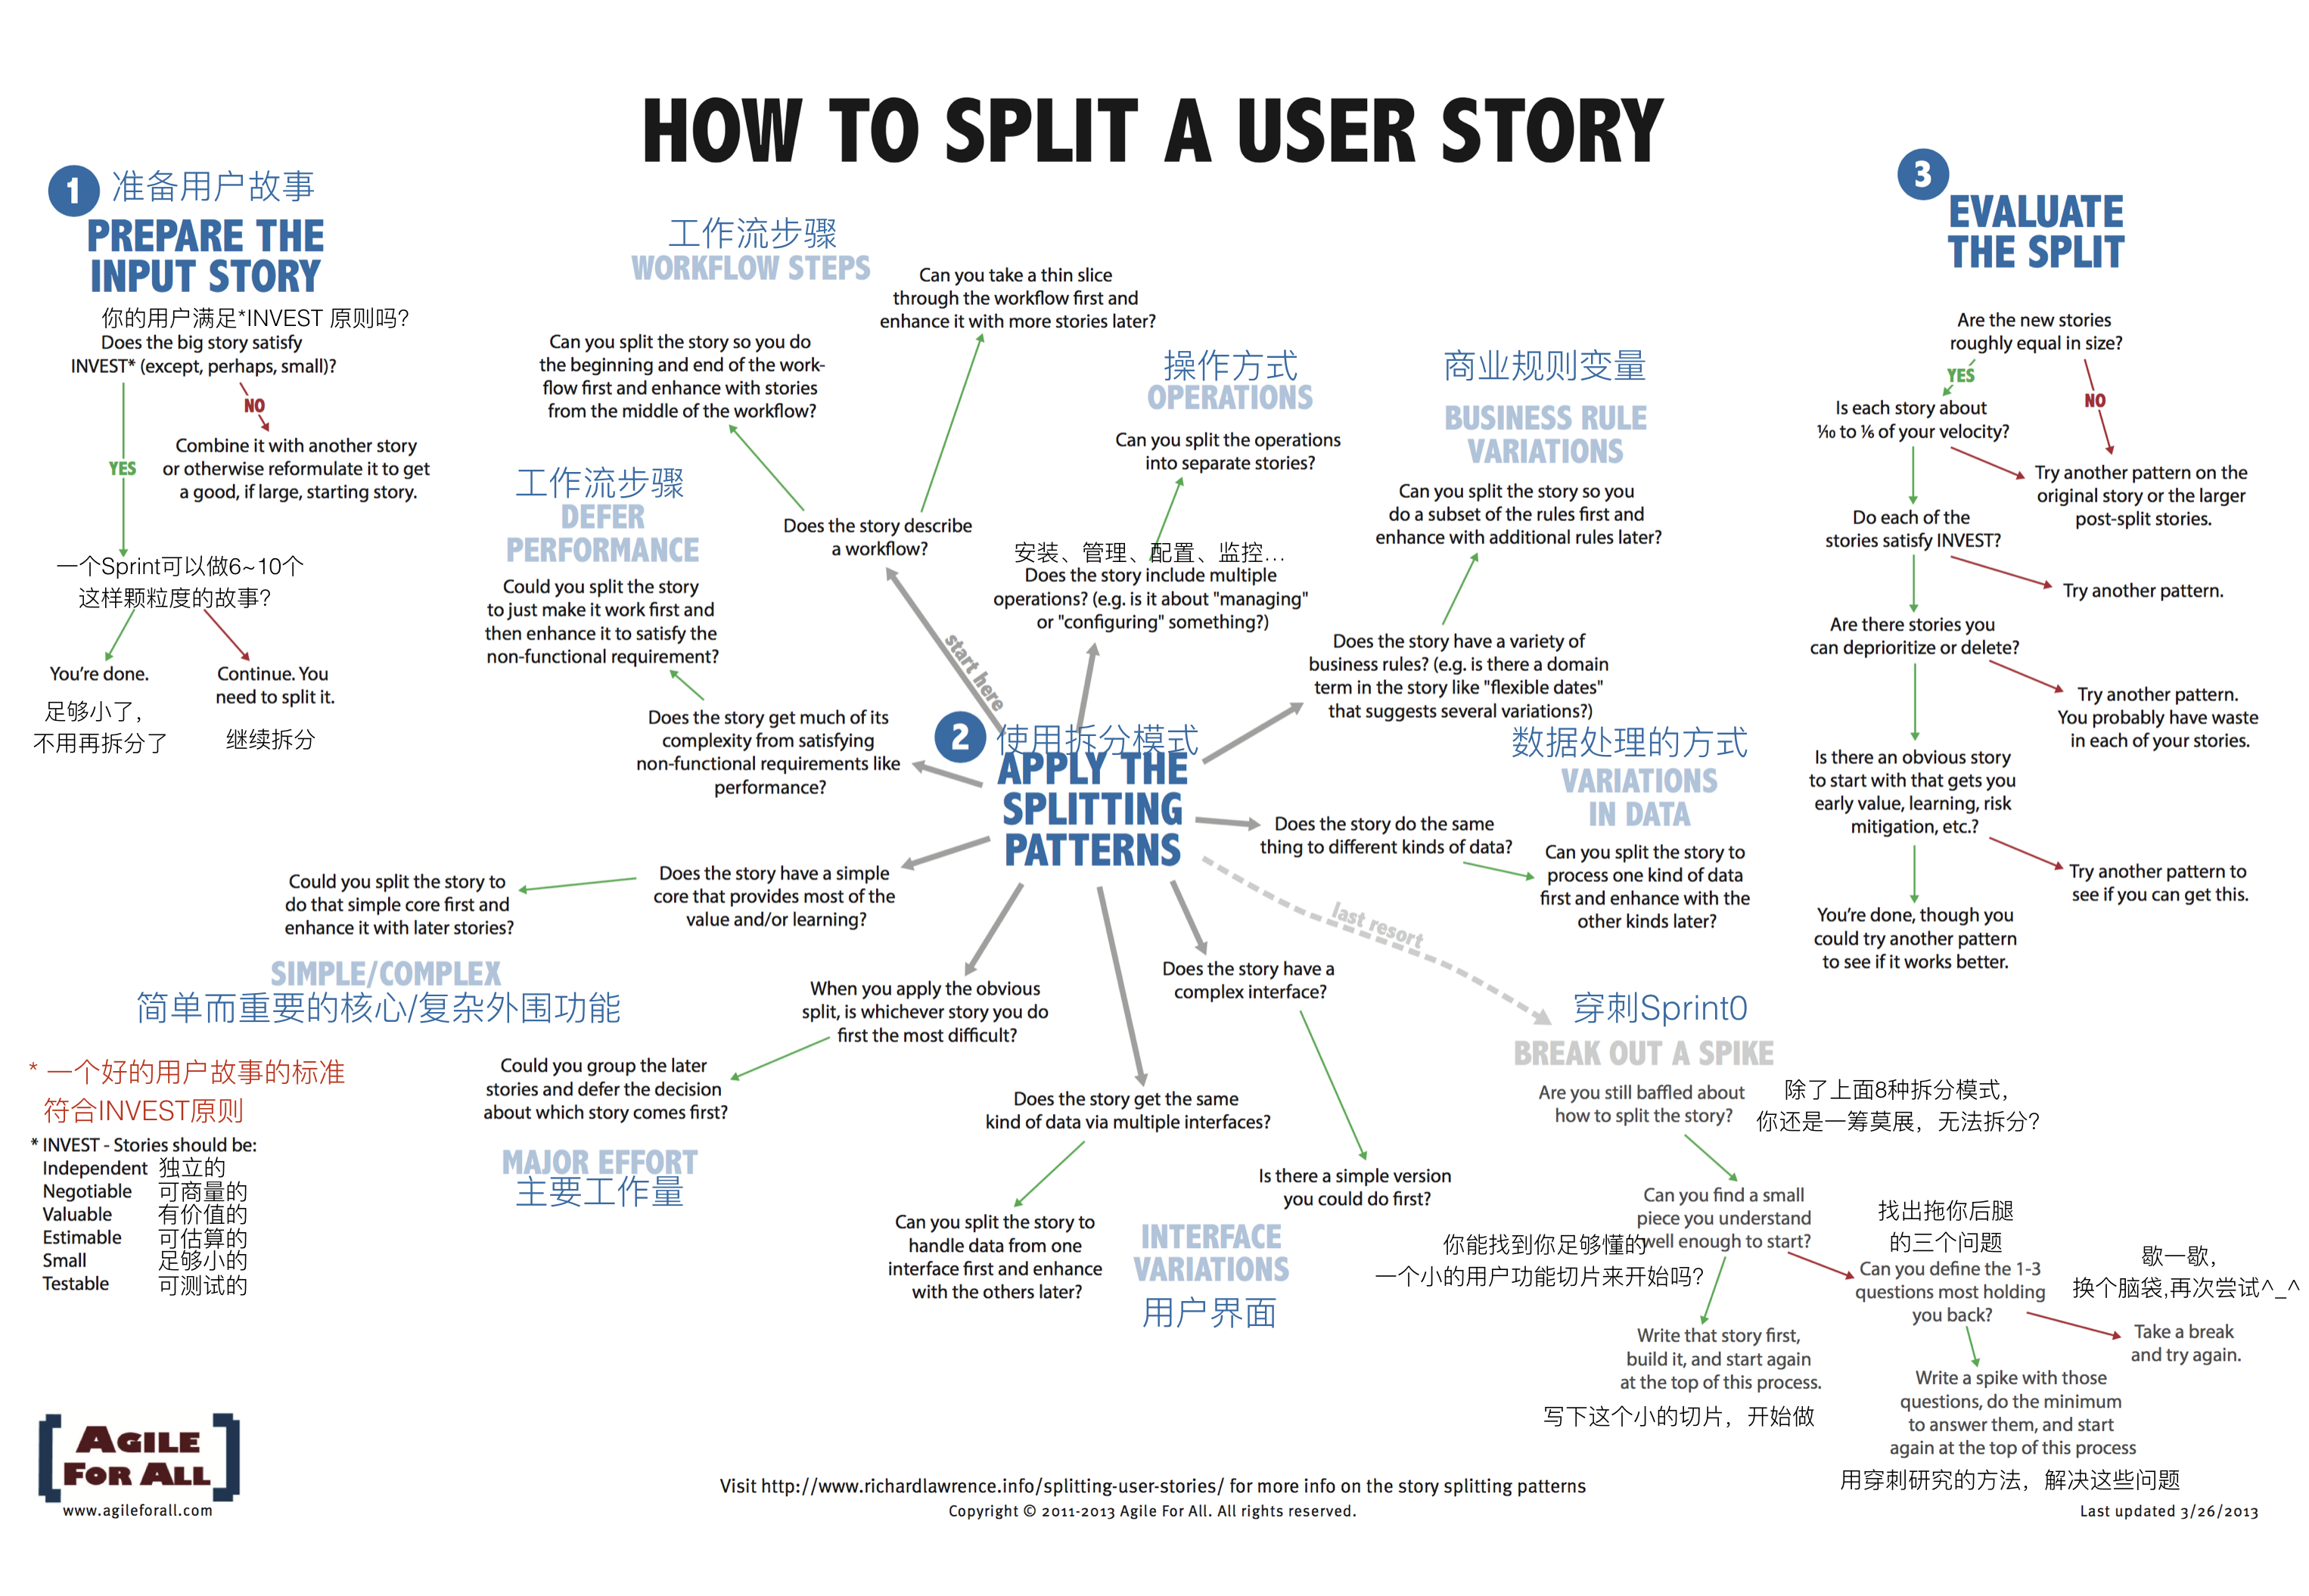 HOW TO SPLIT A USER STORY
1
准备用户故事
PREPARE THE
INPUT STORY
你的用户满足*INVEST 原则吗?
Does the big story satisfy
INVEST* (except, perhaps, small)?
NO
Combine it with another story
or otherwise reformulate it to get
a good, if large, starting story.
YES
一个Sprint可以做6~10个
这样颗粒度的故事?
You're done.
足够小了，
不用再拆分了
Continue. You
need to split it.
继续拆分
工作流步骤
WORKFLOW STEPS
Can you take a thin slice
through the workflow first and
enhance it with more stories later?
Can you split the story so you do
the beginning and end of the work-
flow first and enhance with stories
from the middle of the workflow?
Does the story describe
a workflow?
start here
工作流步骤
DEFER
PERFORMANCE
Could you split the story
to just make it work first and
then enhance it to satisfy the
non-functional requirement?
Does the story get much of its
complexity from satisfying
non-functional requirements like
performance?
操作方式
OPERATIONS
Can you split the operations
into separate stories?
安装、管理、配置、监控...
Does the story include multiple
operations? (e.g. is it about "managing"
or "configuring" something?)
商业规则变量
BUSINESS RULE
VARIATIONS
Can you split the story so you
do a subset of the rules first and
enhance with additional rules later?
Does the story have a variety of
business rules? (e.g. is there a domain
term in the story like "flexible dates"
that suggests several variations?)
2
使用拆分模式
APPLY THE
SPLITTING
PATTERNS
数据处理的方式
VARIATIONS
IN DATA
Does the story do the same
thing to different kinds of data?
Can you split the story to
process one kind of data
first and enhance with the
other kinds later?
Does the story have a simple
core that provides most of the
value and/or learning?
Could you split the story to
do that simple core first and
enhance it with later stories?
SIMPLE/COMPLEX
简单而重要的核心/复杂外围功能
When you apply the obvious
split, is whichever story you do
first the most difficult?
Could you group the later
stories and defer the decision
about which story comes first?
MAJOR EFFORT
主要工作量
Does the story have a
complex interface?
Is there a simple version
you could do first?
Does the story get the same
kind of data via multiple interfaces?
Can you split the story to
handle data from one
interface first and enhance
with the others later?
INTERFACE
VARIATIONS
用户界面
last resort
穿刺Sprint0
BREAK OUT A SPIKE
Are you still baffled about
how to split the story?
除了上面8种拆分模式，
你还是一筹莫展，无法拆分?
Can you find a small
piece you understand
well enough to start?
你能找到你足够懂的
一个小的用户功能切片来开始吗?
Write that story first,
build it, and start again
at the top of this process.
写下这个小的切片，开始做
找出拖你后腿
的三个问题
Can you define the 1-3
questions most holding
you back?
歇一歇，
换个脑袋,再次尝试^_^
Take a break
and try again.
Write a spike with those
questions, do the minimum
to answer them, and start
again at the top of this process
用穿刺研究的方法，解决这些问题
3
EVALUATE
THE SPLIT
Are the new stories
roughly equal in size?
YES
NO
Is each story about
1/10 to 1/6 of your velocity?
Try another pattern on the
original story or the larger
post-split stories.
Do each of the
stories satisfy INVEST?
Try another pattern.
Are there stories you
can deprioritize or delete?
Try another pattern.
You probably have waste
in each of your stories.
Is there an obvious story
to start with that gets you
early value, learning, risk
mitigation, etc.?
Try another pattern to
see if you can get this.
You're done, though you
could try another pattern
to see if it works better.
* 一个好的用户故事的标准
符合INVEST原则
* INVEST - Stories should be:
Independent 独立的
Negotiable 可商量的
Valuable 有价值的
Estimable 可估算的
Small 足够小的
Testable 可测试的
AGILE
FOR ALL
www.agileforall.com
Visit http://www.richardlawrence.info/splitting-user-stories/ for more info on the story splitting patterns
Copyright © 2011-2013 Agile For All. All rights reserved.
Last updated 3/26/2013